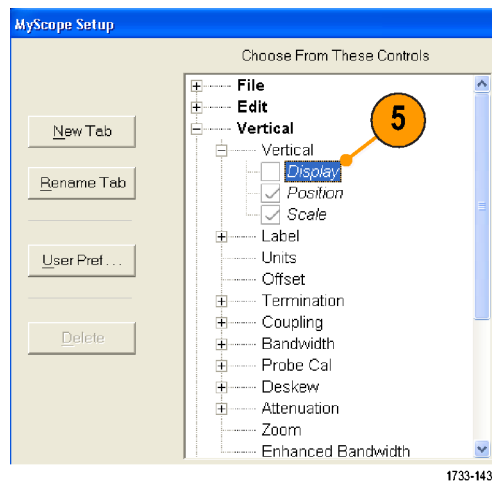 MyScope Setup
Choose From These Controls
File
Edit
Vertical
5
Vertical
Display
Position
Scale
Label
Units
Offset
Termination
Coupling
Bandwidth
Probe Cal
Deskew
Attenuation
Zoom
Enhanced Bandwidth
New Tab
Rename Tab
User Pref . . .
Delete
1733-143